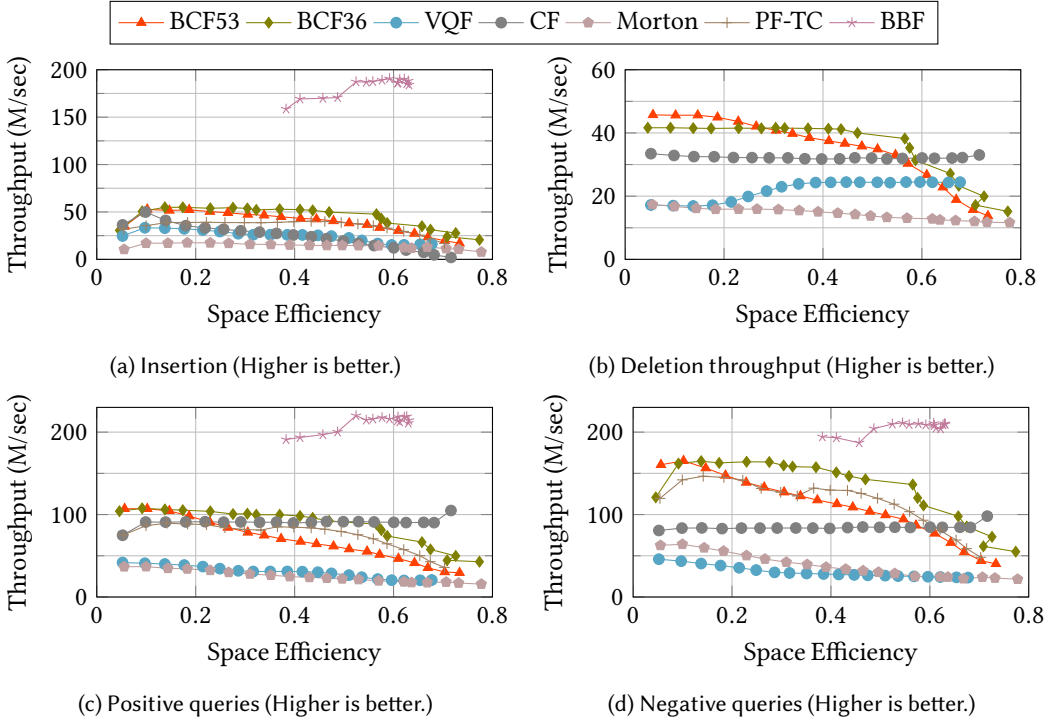 BCF53 BCF36 VQF CF Morton PF-TC BBF
Throughput (M/sec)
200
150
100
50
0
0 0.2 0.4 0.6 0.8
Space Efficiency
(a) Insertion (Higher is better.)
Throughput (M/sec)
60
40
20
0
0 0.2 0.4 0.6 0.8
Space Efficiency
(b) Deletion throughput (Higher is better.)
Throughput (M/sec)
200
100
0
0 0.2 0.4 0.6 0.8
Space Efficiency
(c) Positive queries (Higher is better.)
Throughput (M/sec)
200
100
0
0 0.2 0.4 0.6 0.8
Space Efficiency
(d) Negative queries (Higher is better.)